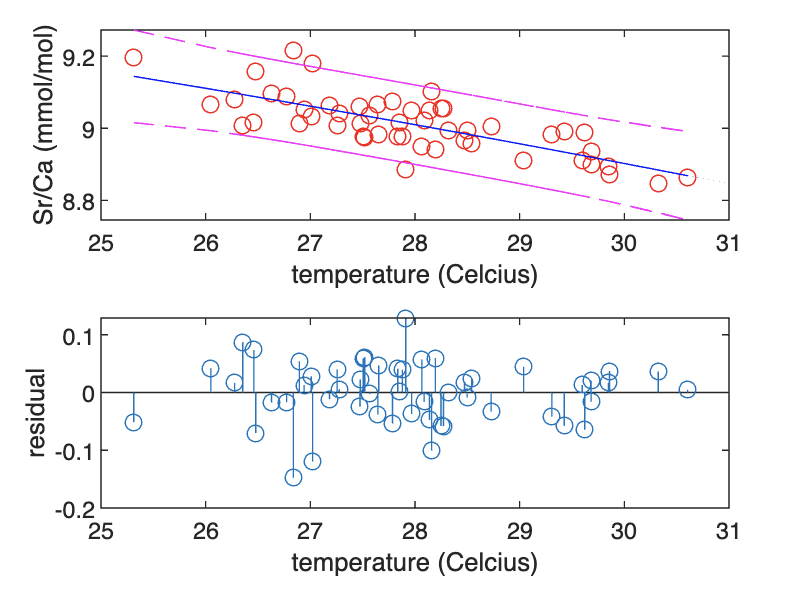 9.2
9
8.8
Sr/Ca (mmol/mol)
25 26 27 28 29 30 31
temperature (Celcius)
0.1
0
-0.1
-0.2
residual
25 26 27 28 29 30 31
temperature (Celcius)